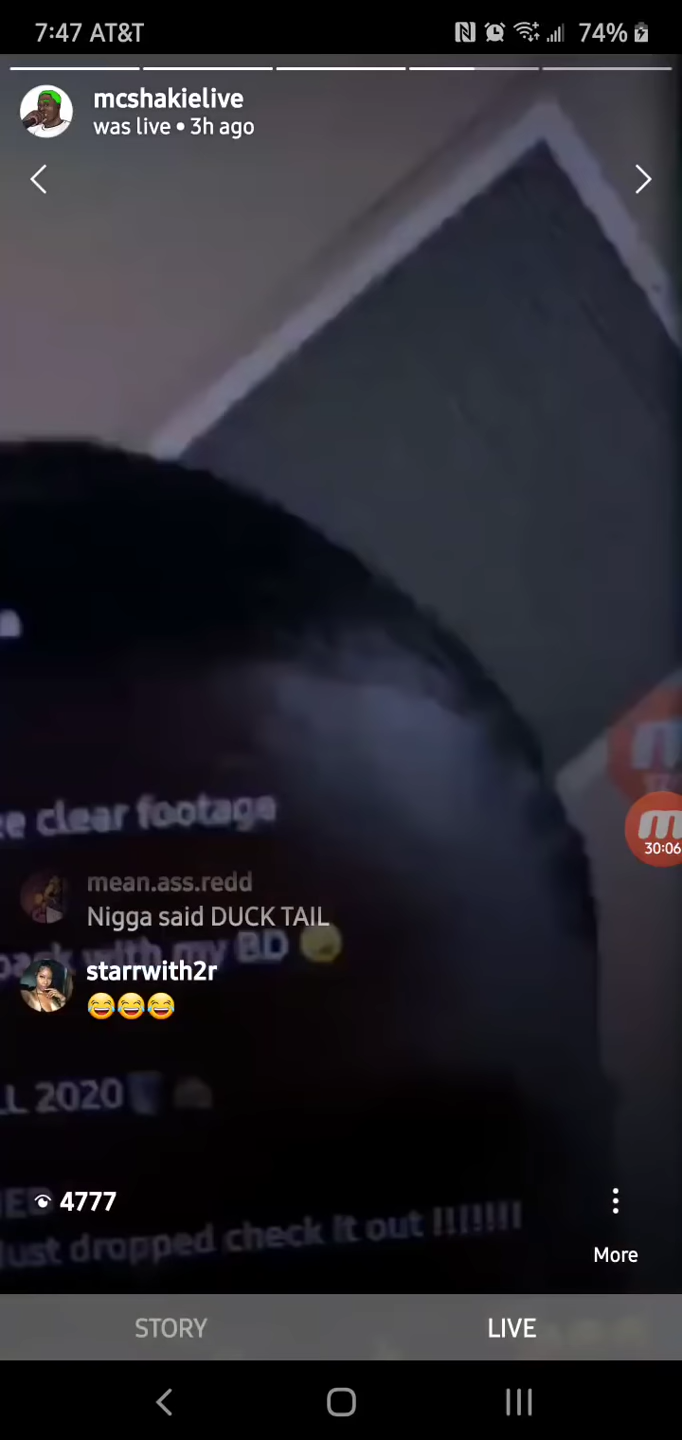 7:47 AT&T
74%
mcshakielive
was live • 3h ago
clear footage
30:06
mean.ass.redd
Nigga said DUCK TAIL
with my BD
starrwith2r
😂😂😂
2020
4777
Just dropped check it out !!!!!!!
More
STORY
LIVE